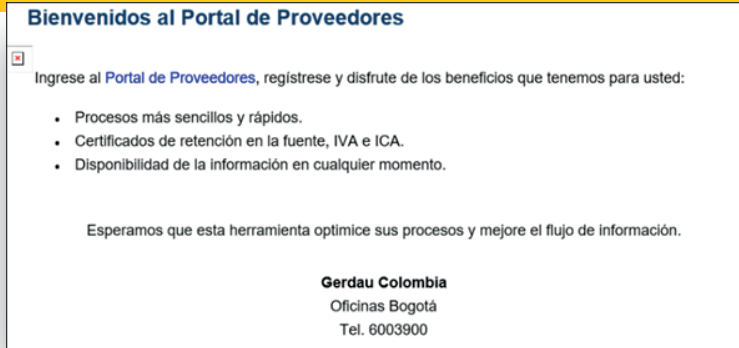 Bienvenidos al Portal de Proveedores
Ingrese al Portal de Proveedores, regístrese y disfrute de los beneficios que tenemos para usted:
• Procesos más sencillos y rápidos.
• Certificados de retención en la fuente, IVA e ICA.
• Disponibilidad de la información en cualquier momento.
Esperamos que esta herramienta optimice sus procesos y mejore el flujo de información.
Gerdau Colombia
Oficinas Bogotá
Tel. 6003900